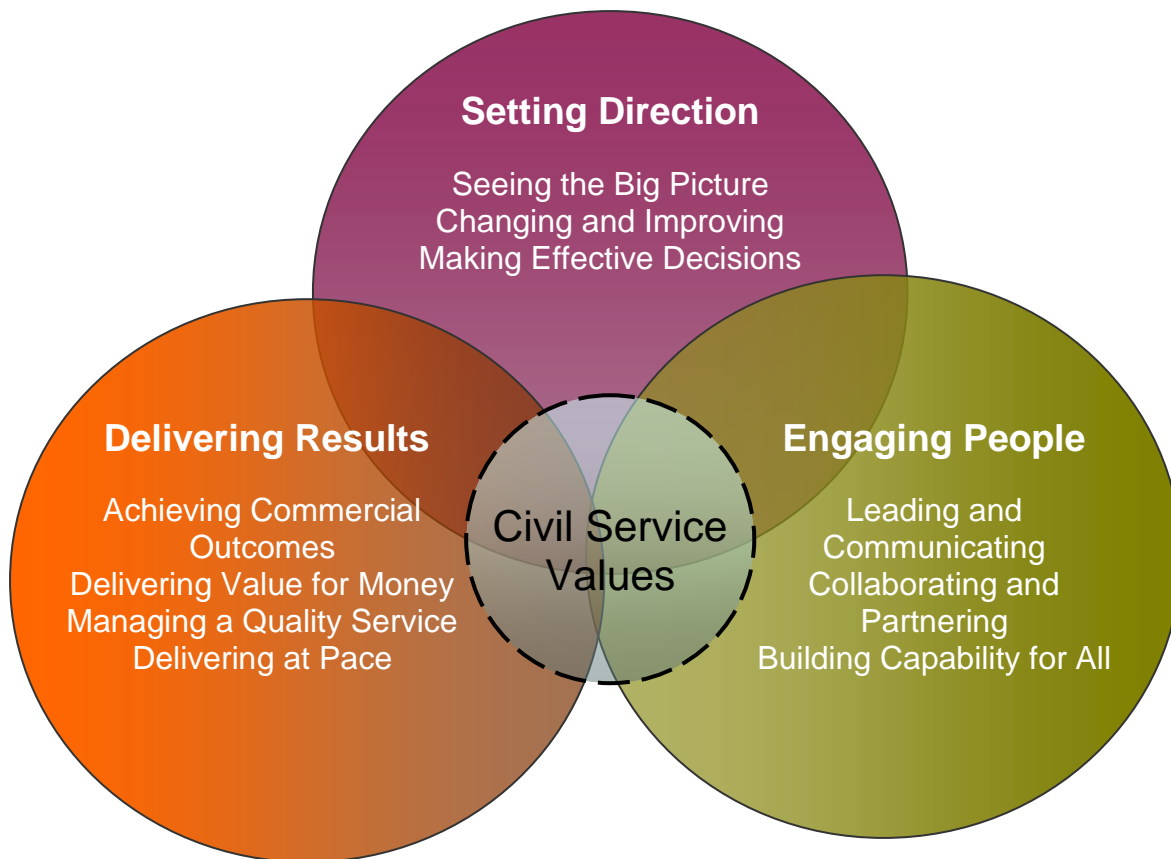 Setting Direction
Seeing the Big Picture
Changing and Improving
Making Effective Decisions
Delivering Results
Achieving Commercial
Outcomes
Delivering Value for Money
Managing a Quality Service
Delivering at Pace
Civil Service
Values
Engaging People
Leading and
Communicating
Collaborating and
Partnering
Building Capability for All